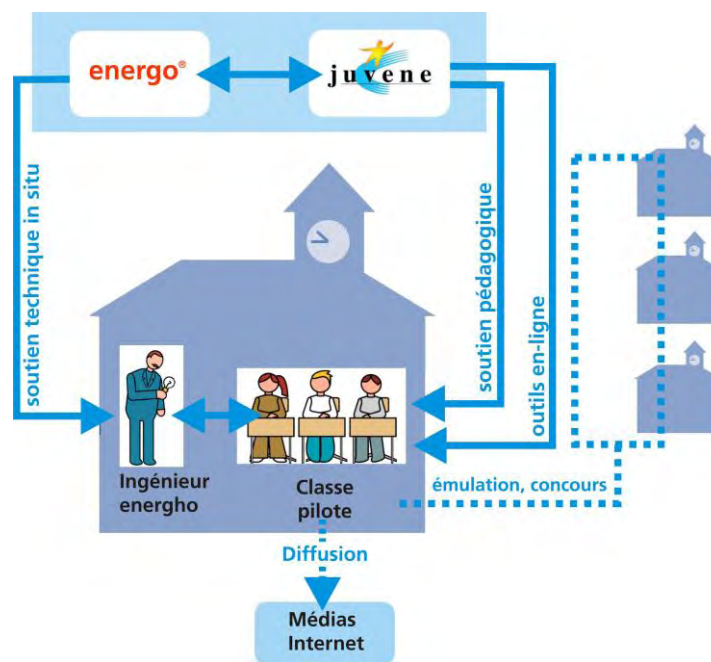 energo®
juvene
soutien technique in situ
soutien pédagogique
outils en-ligne
Ingénieur
energho
Classe
pilote
émulation, concours
Diffusion
Médias
Internet